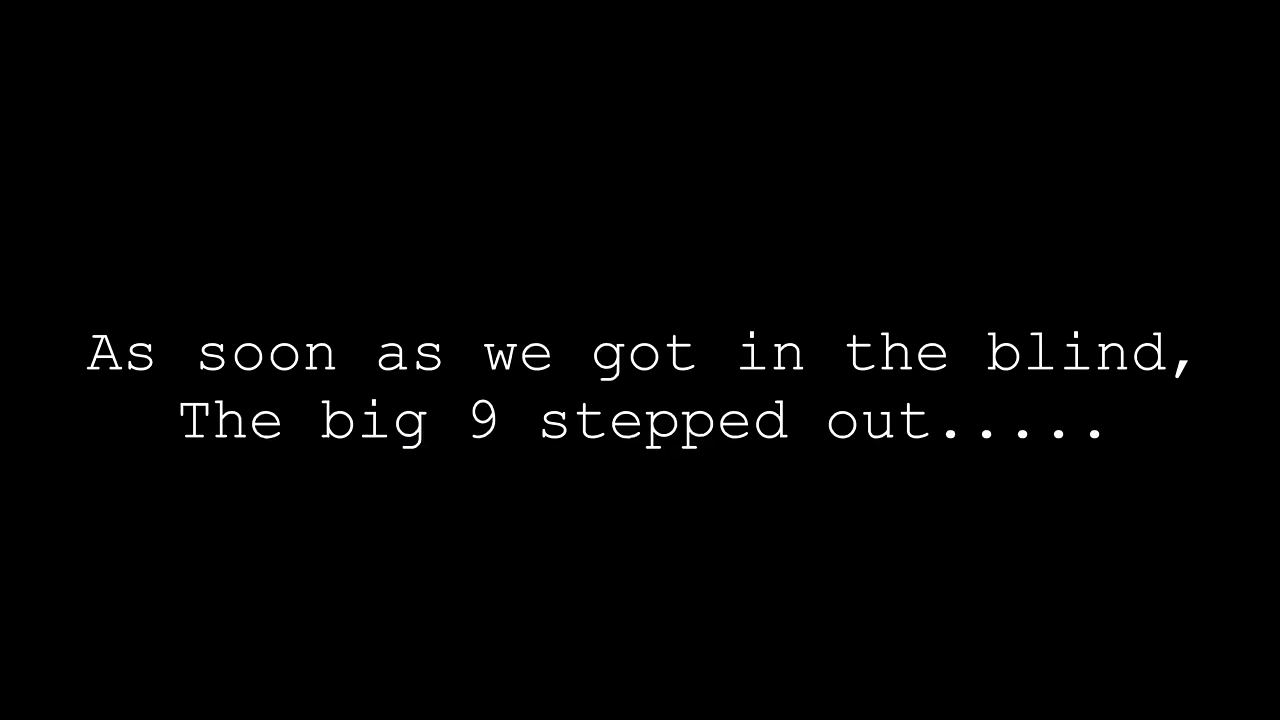 As soon as we got in the blind,
The big 9 stepped out.....